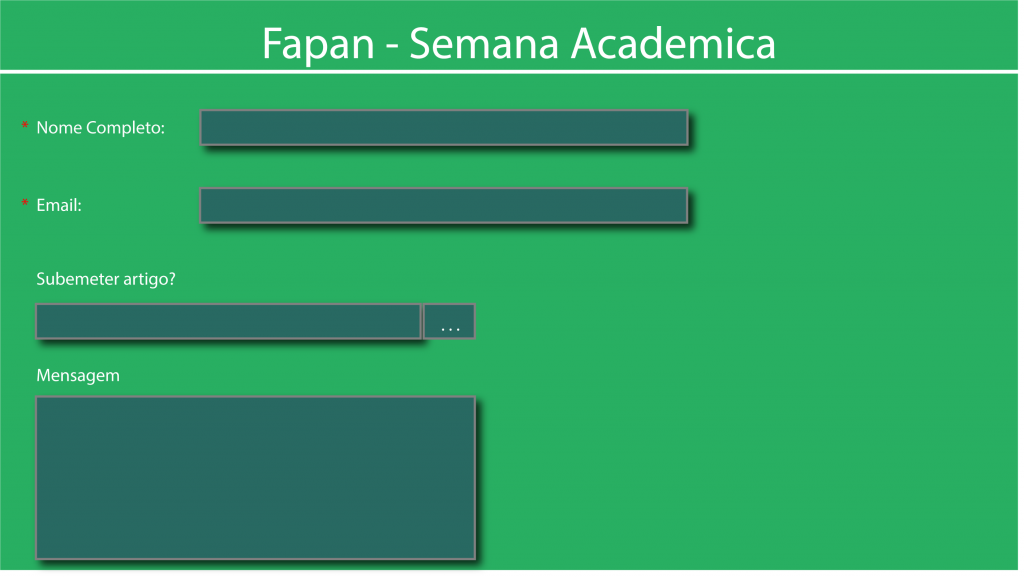 Fapan - Semana Academica
* Nome Completo:
* Email:
Subemeter artigo?
...
Mensagem